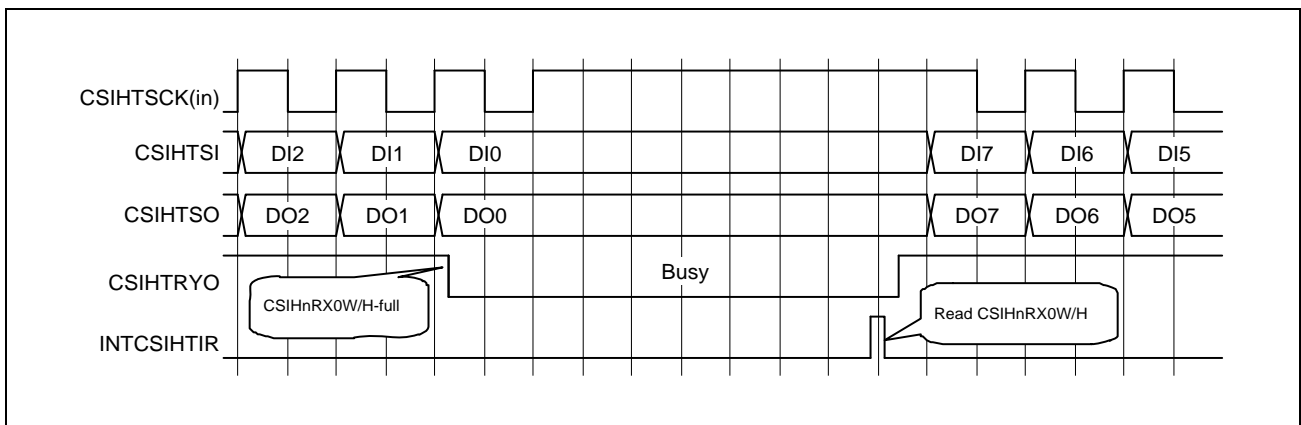 CSIHTSCK(in)
CSIHTSI DI2 DI1 DI0 DI7 DI6 DI5
CSIHTSO DO2 DO1 DO0 DO7 DO6 DO5
CSIHTRYO Busy
CSIHnRX0W/H-full
Read CSIHnRX0W/H
INTCSIHTIR